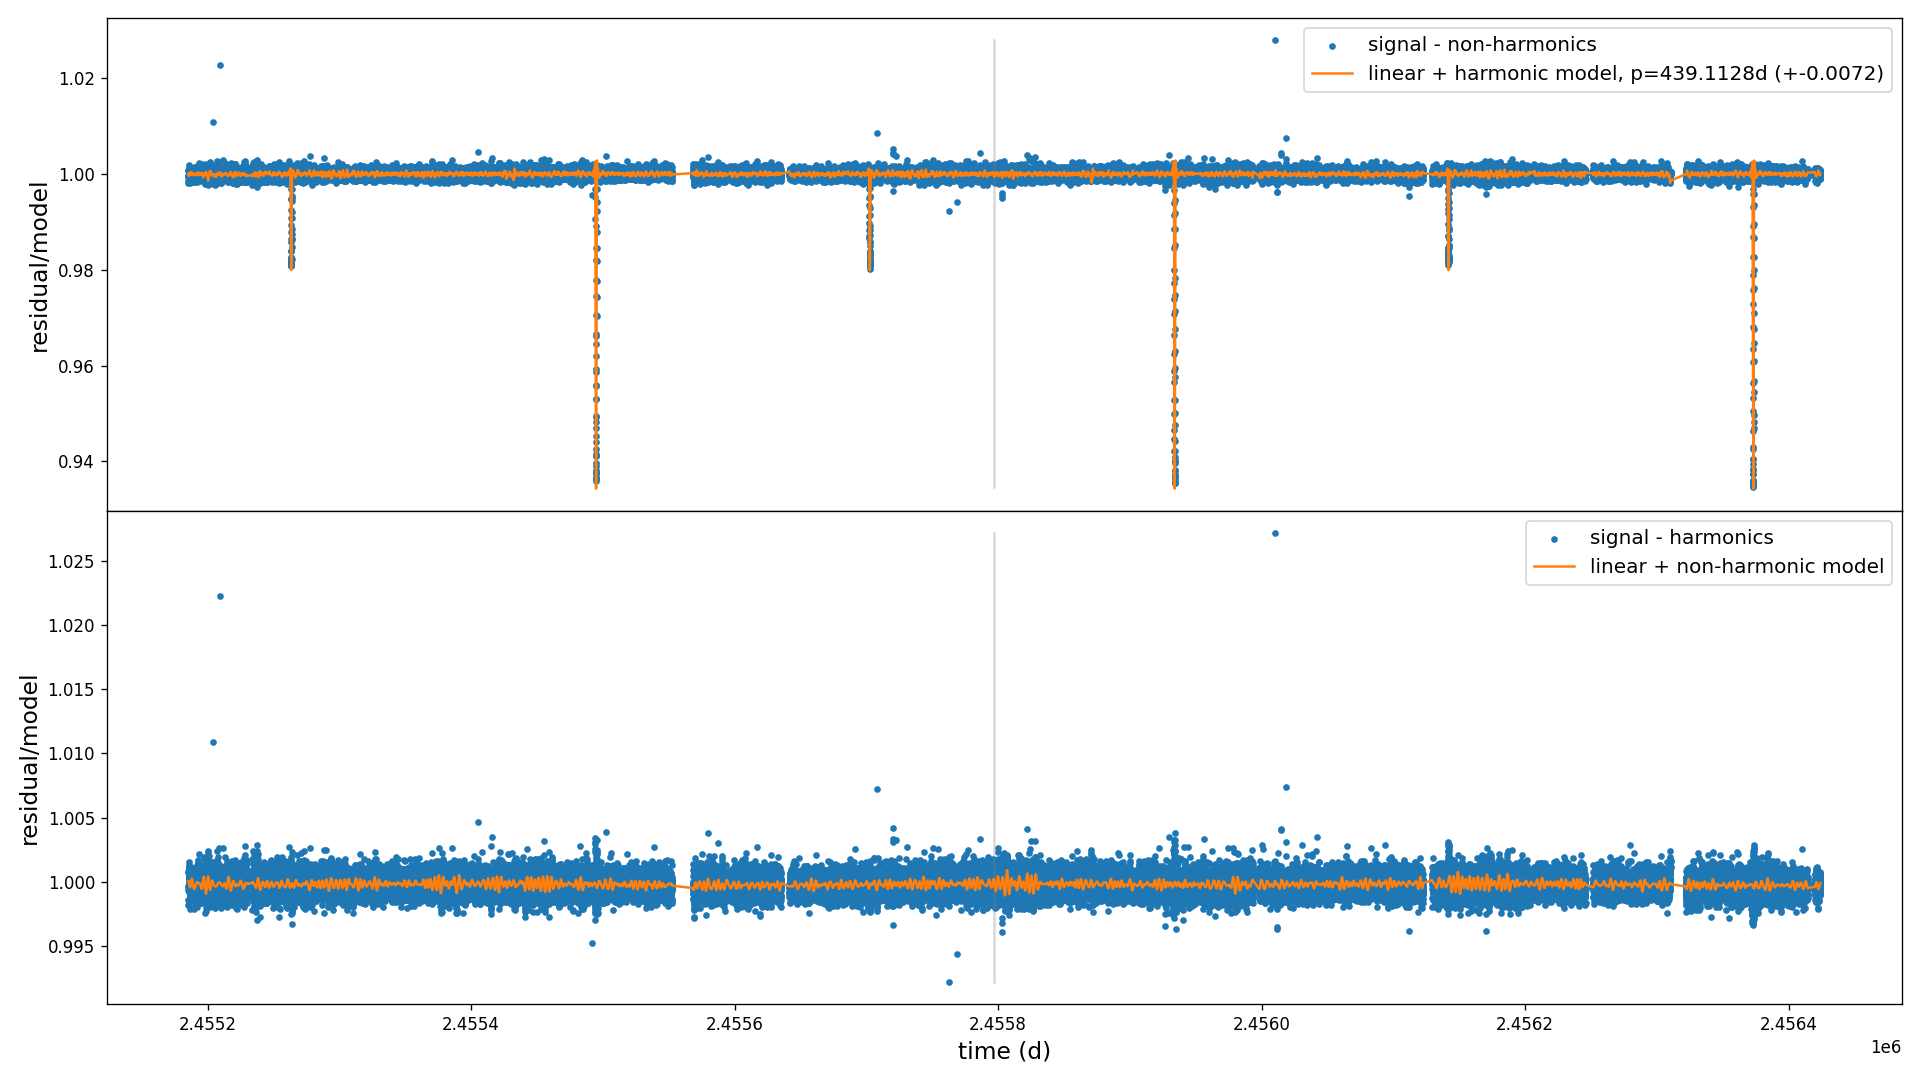 signal - non-harmonics
linear + harmonic model, p=439.1128d (+-0.0072)
residual/model
1.02
1.00
0.98
0.96
0.94
signal - harmonics
linear + non-harmonic model
residual/model
1.025
1.020
1.015
1.010
1.005
1.000
0.995
2.4552 2.4554 2.4556 2.4558 2.4560 2.4562 2.4564
time (d)
1e6